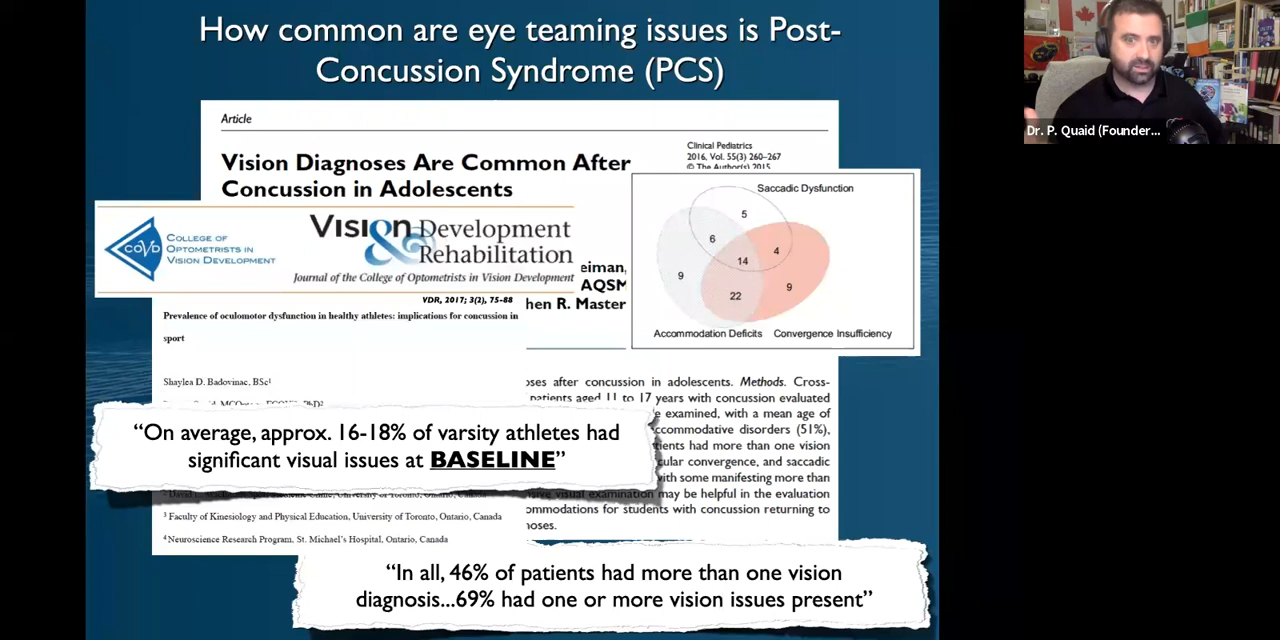 How common are eye teaming issues is Post-
Concussion Syndrome (PCS)
Dr. P. Quaid (Founder...
Article
Clinical Pediatrics
2016, Vol. 55(3) 260–267
© The Author(s) 2015
Vision Diagnoses Are Common After
Concussion in Adolescents
Saccadic Dysfunction
5
6
4
14
9
9
22
Accommodation Deficits Convergence Insufficiency
COVD
COLLEGE OF
OPTOMETRISTS IN
VISION DEVELOPMENT
Vision Development
& Rehabilitation
Journal of the College of Optometrists in Vision Development
eiman,
AQSM
hen R. Master
VDR, 2017; 3(2), 75-88
Prevalence of oculomotor dysfunction in healthy athletes: implications for concussion in
sport
Shaylea D. Badovinac, BSc¹
oses after concussion in adolescents. Methods. Cross-
patients aged 11 to 17 years with concussion evaluated
e examined, with a mean age of
ccommodative disorders (51%),
tients had more than one vision
cular convergence, and saccadic
with some manifesting more than
nsive visual examination may be helpful in the evaluation
ommodations for students with concussion returning to
noses.
“On average, approx. 16-18% of varsity athletes had
significant visual issues at BASELINE”
³ Faculty of Kinesiology and Physical Education, University of Toronto, Ontario, Canada
⁴ Neuroscience Research Program, St. Michael's Hospital, Ontario, Canada
“In all, 46% of patients had more than one vision
diagnosis...69% had one or more vision issues present”